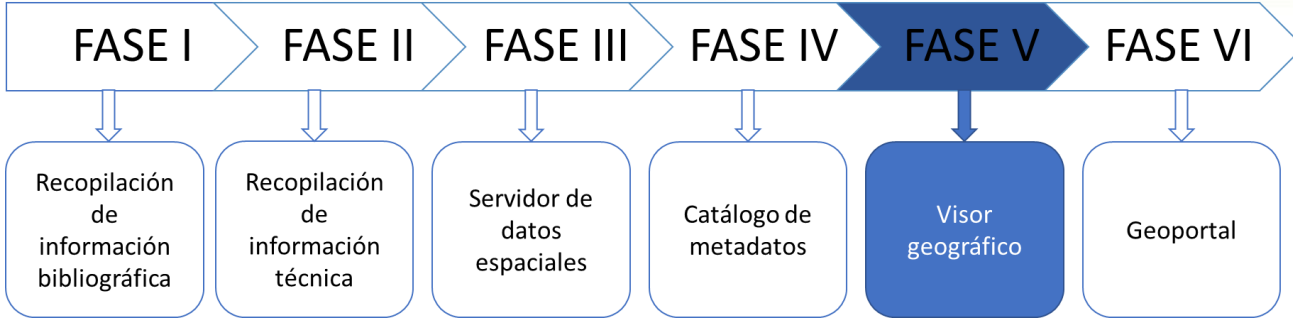 FASE I
FASE II
FASE III
FASE IV
FASE V
FASE VI
Recopilación
de
información
bibliográfica
Recopilación
de
información
técnica
Servidor de
datos
espaciales
Catálogo de
metadatos
Visor
geográfico
Geoportal